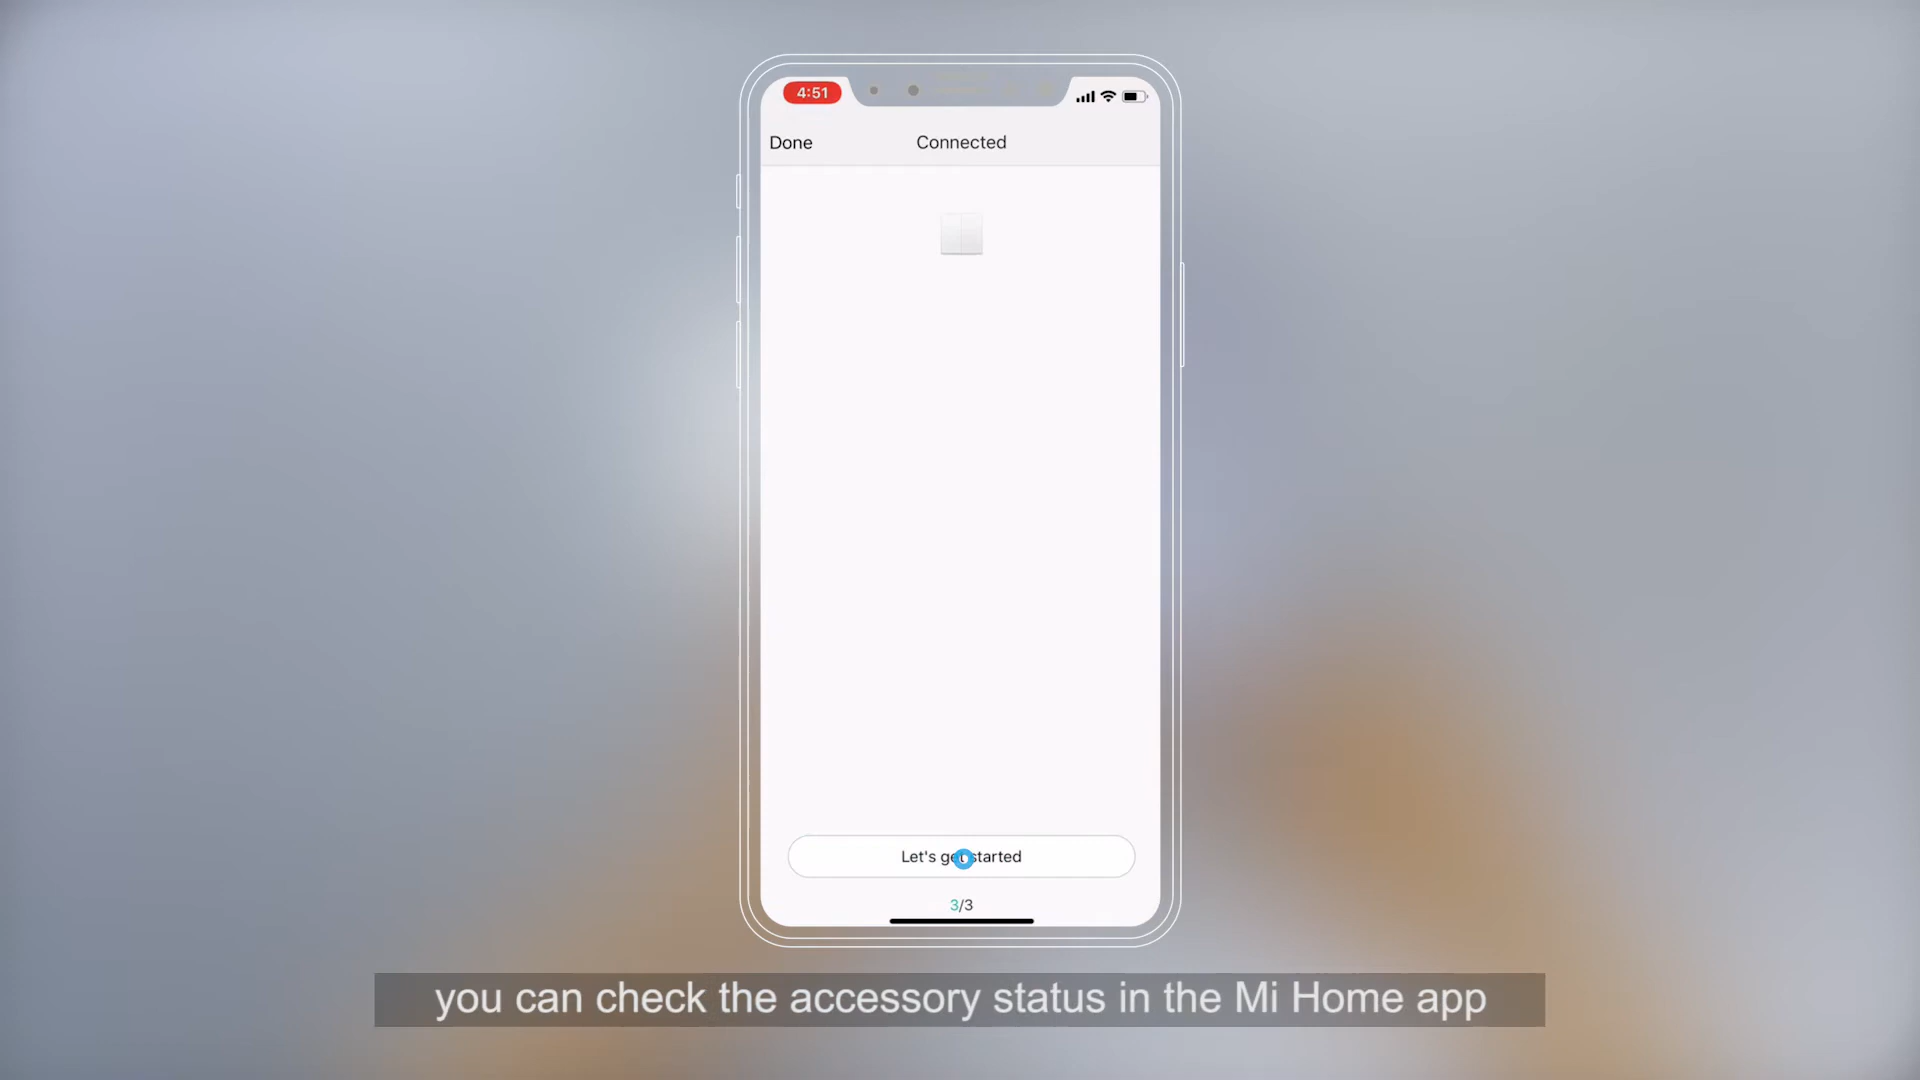 4:51
Done
Connected
Let's get started
3/3
you can check the accessory status in the Mi Home app